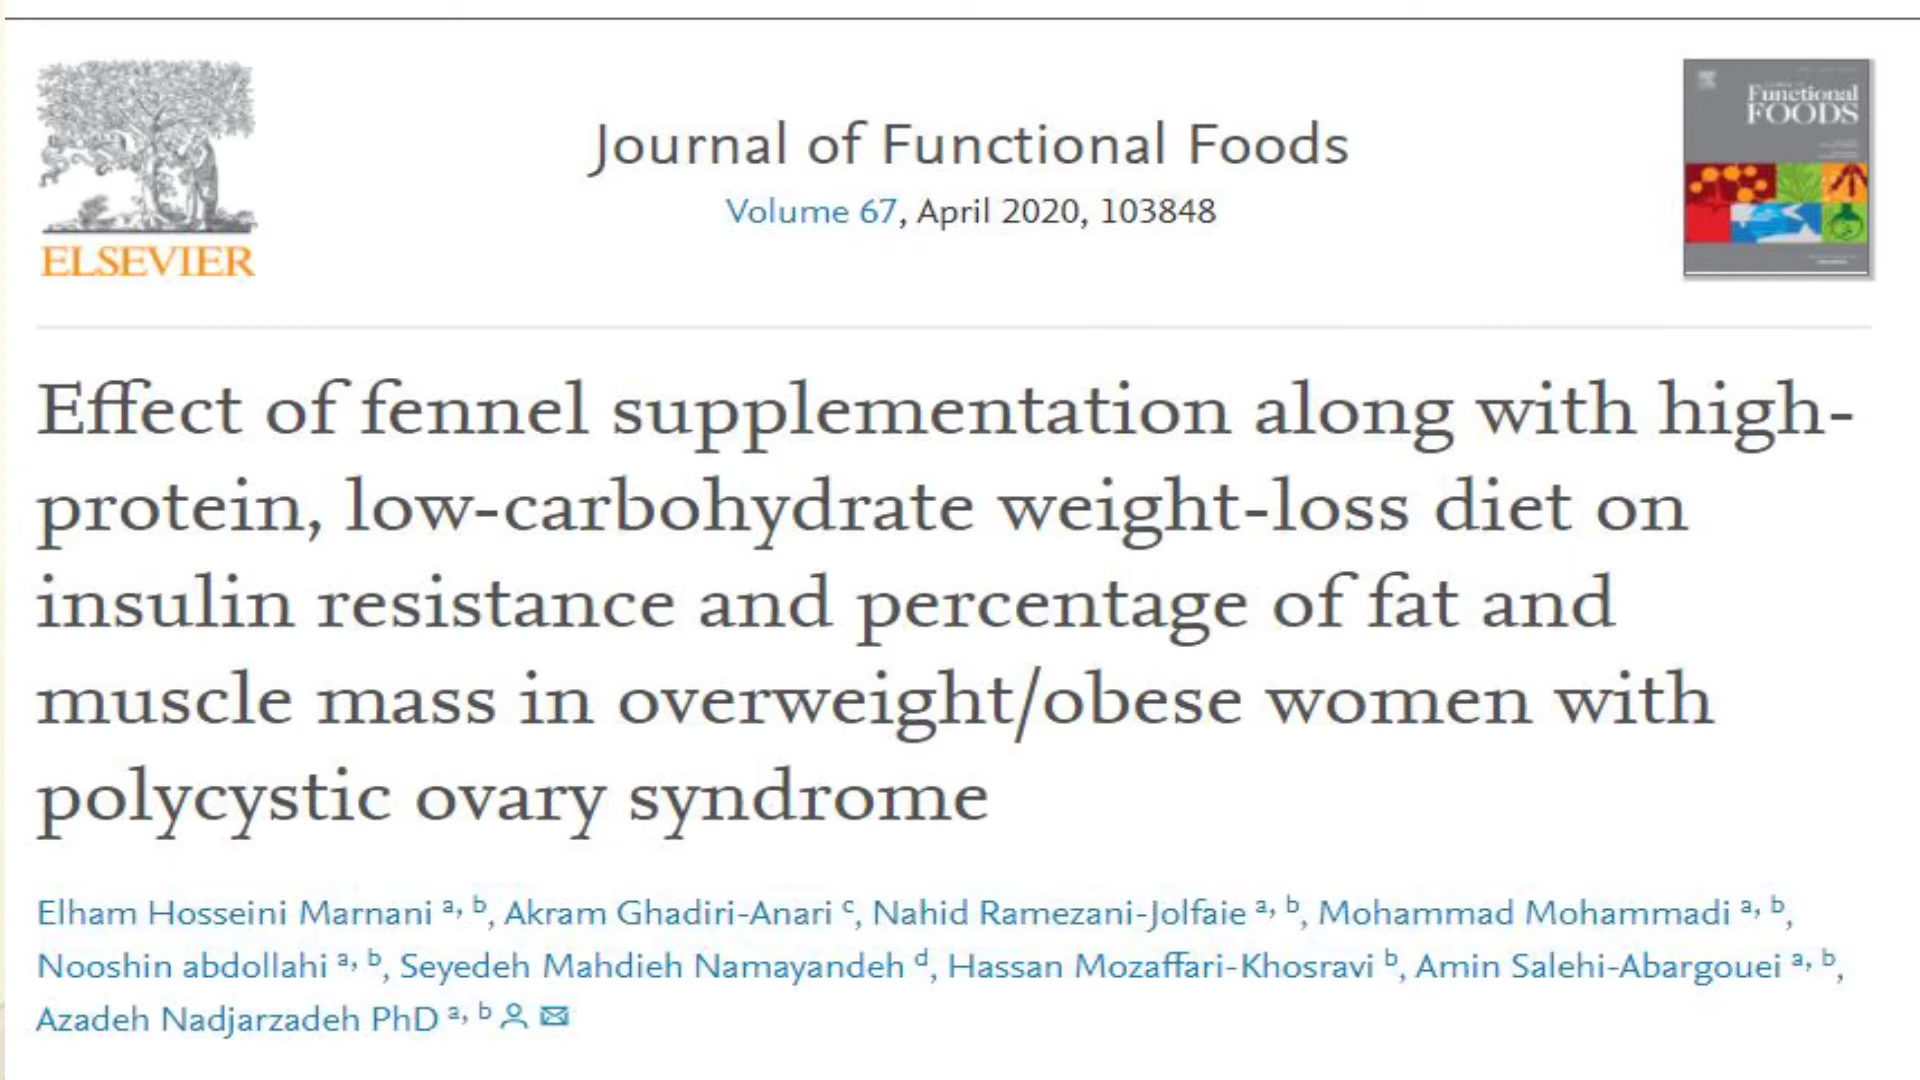 ELSEVIER
Journal of Functional Foods
Volume 67, April 2020, 103848
Functional
FOODS
Effect of fennel supplementation along with high-
protein, low-carbohydrate weight-loss diet on
insulin resistance and percentage of fat and
muscle mass in overweight/obese women with
polycystic ovary syndrome
Elham Hosseini Marnani a, b, Akram Ghadiri-Anari c, Nahid Ramezani-Jolfaie a, b, Mohammad Mohammadi a, b,
Nooshin abdollahi a, b, Seyedeh Mahdieh Namayandeh d, Hassan Mozaffari-Khosravi b, Amin Salehi-Abargouei a, b,
Azadeh Nadjarzadeh PhD a, b